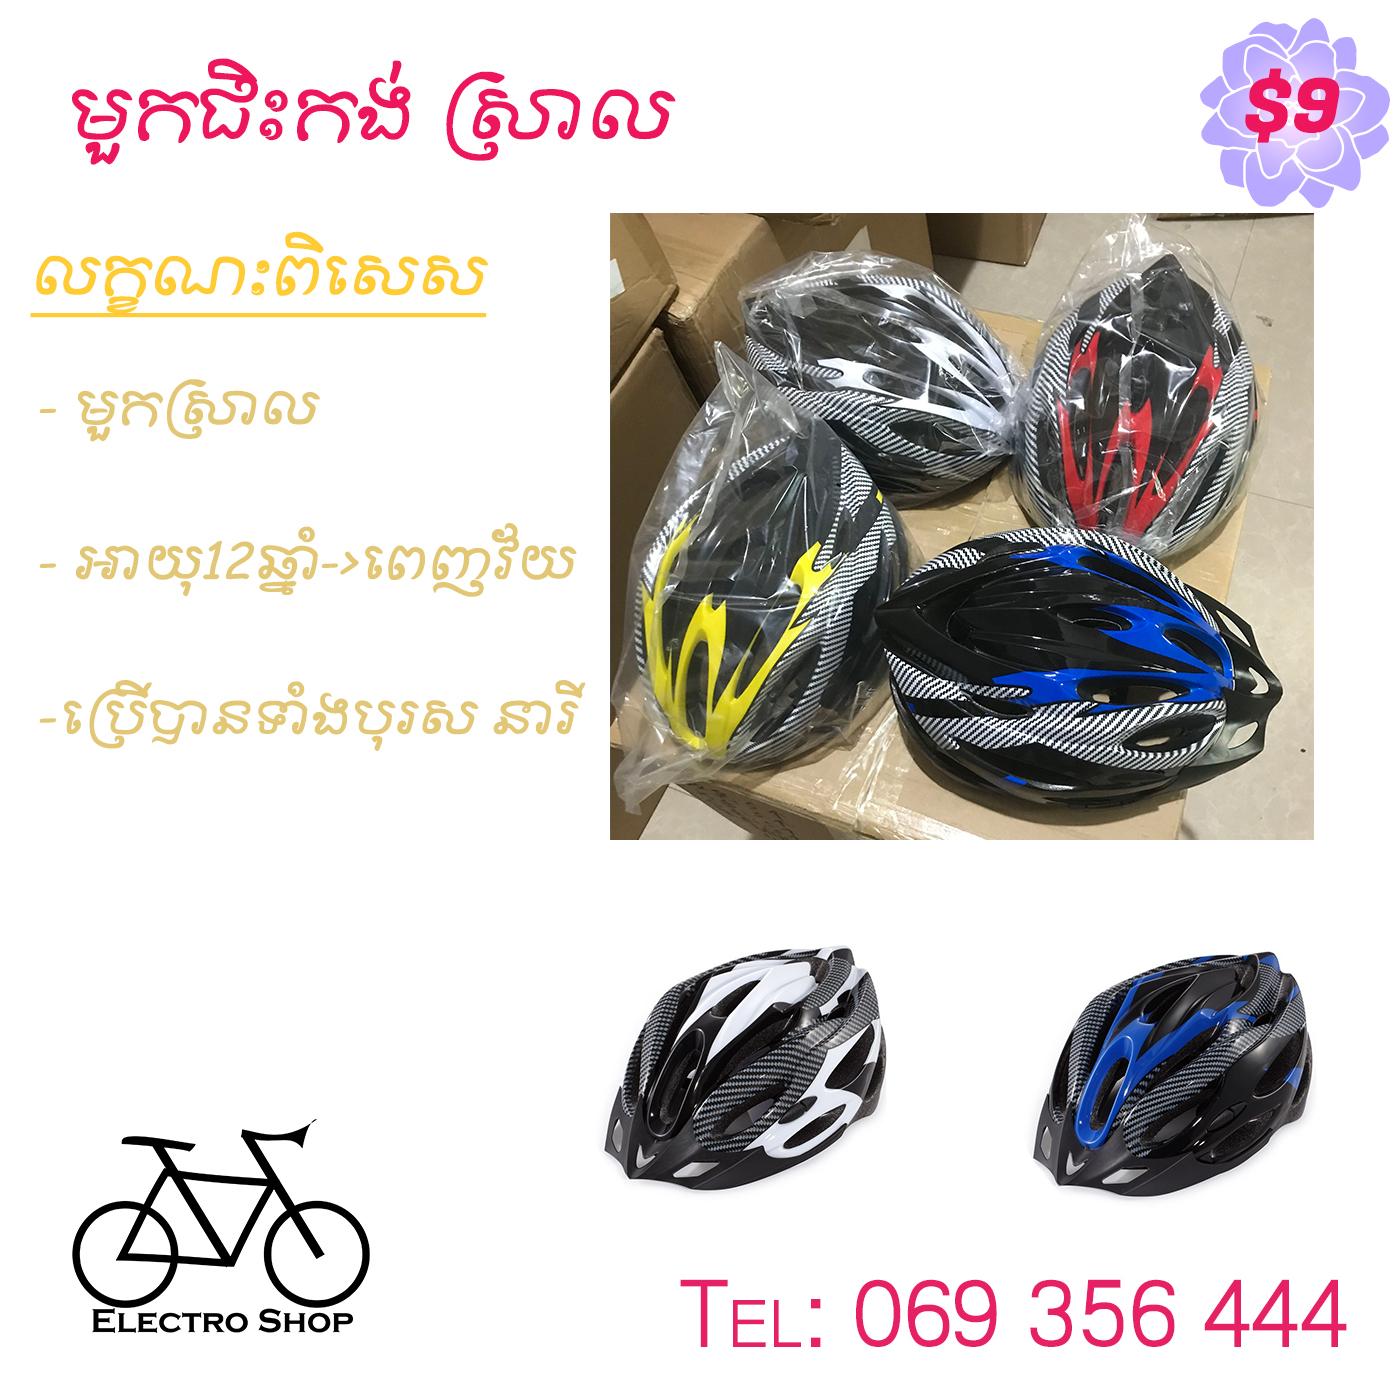 មួកជិះកង់ ស្រាល
$9
លក្ខណះពិសេស
- មួកស្រាល
- អាយុ12ឆ្នាំ->ពេញវ័យ
-ប្រើបានទាំងបុរស នារី
ELECTRO SHOP
TEL: 069 356 444